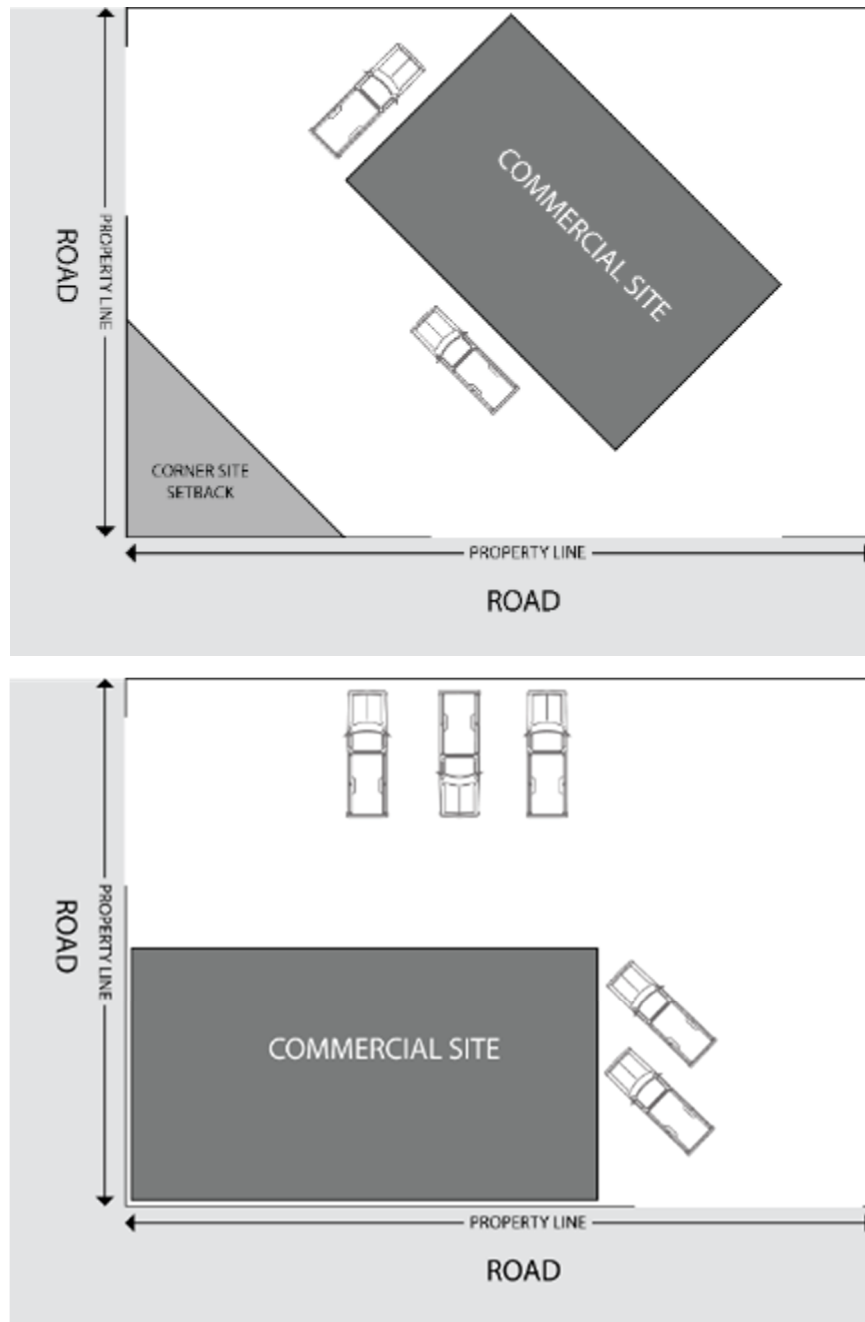 COMMERCIAL SITE
PROPERTY LINE
ROAD
CORNER SITE
SETBACK
PROPERTY LINE
ROAD
PROPERTY LINE
ROAD
COMMERCIAL SITE
PROPERTY LINE
ROAD